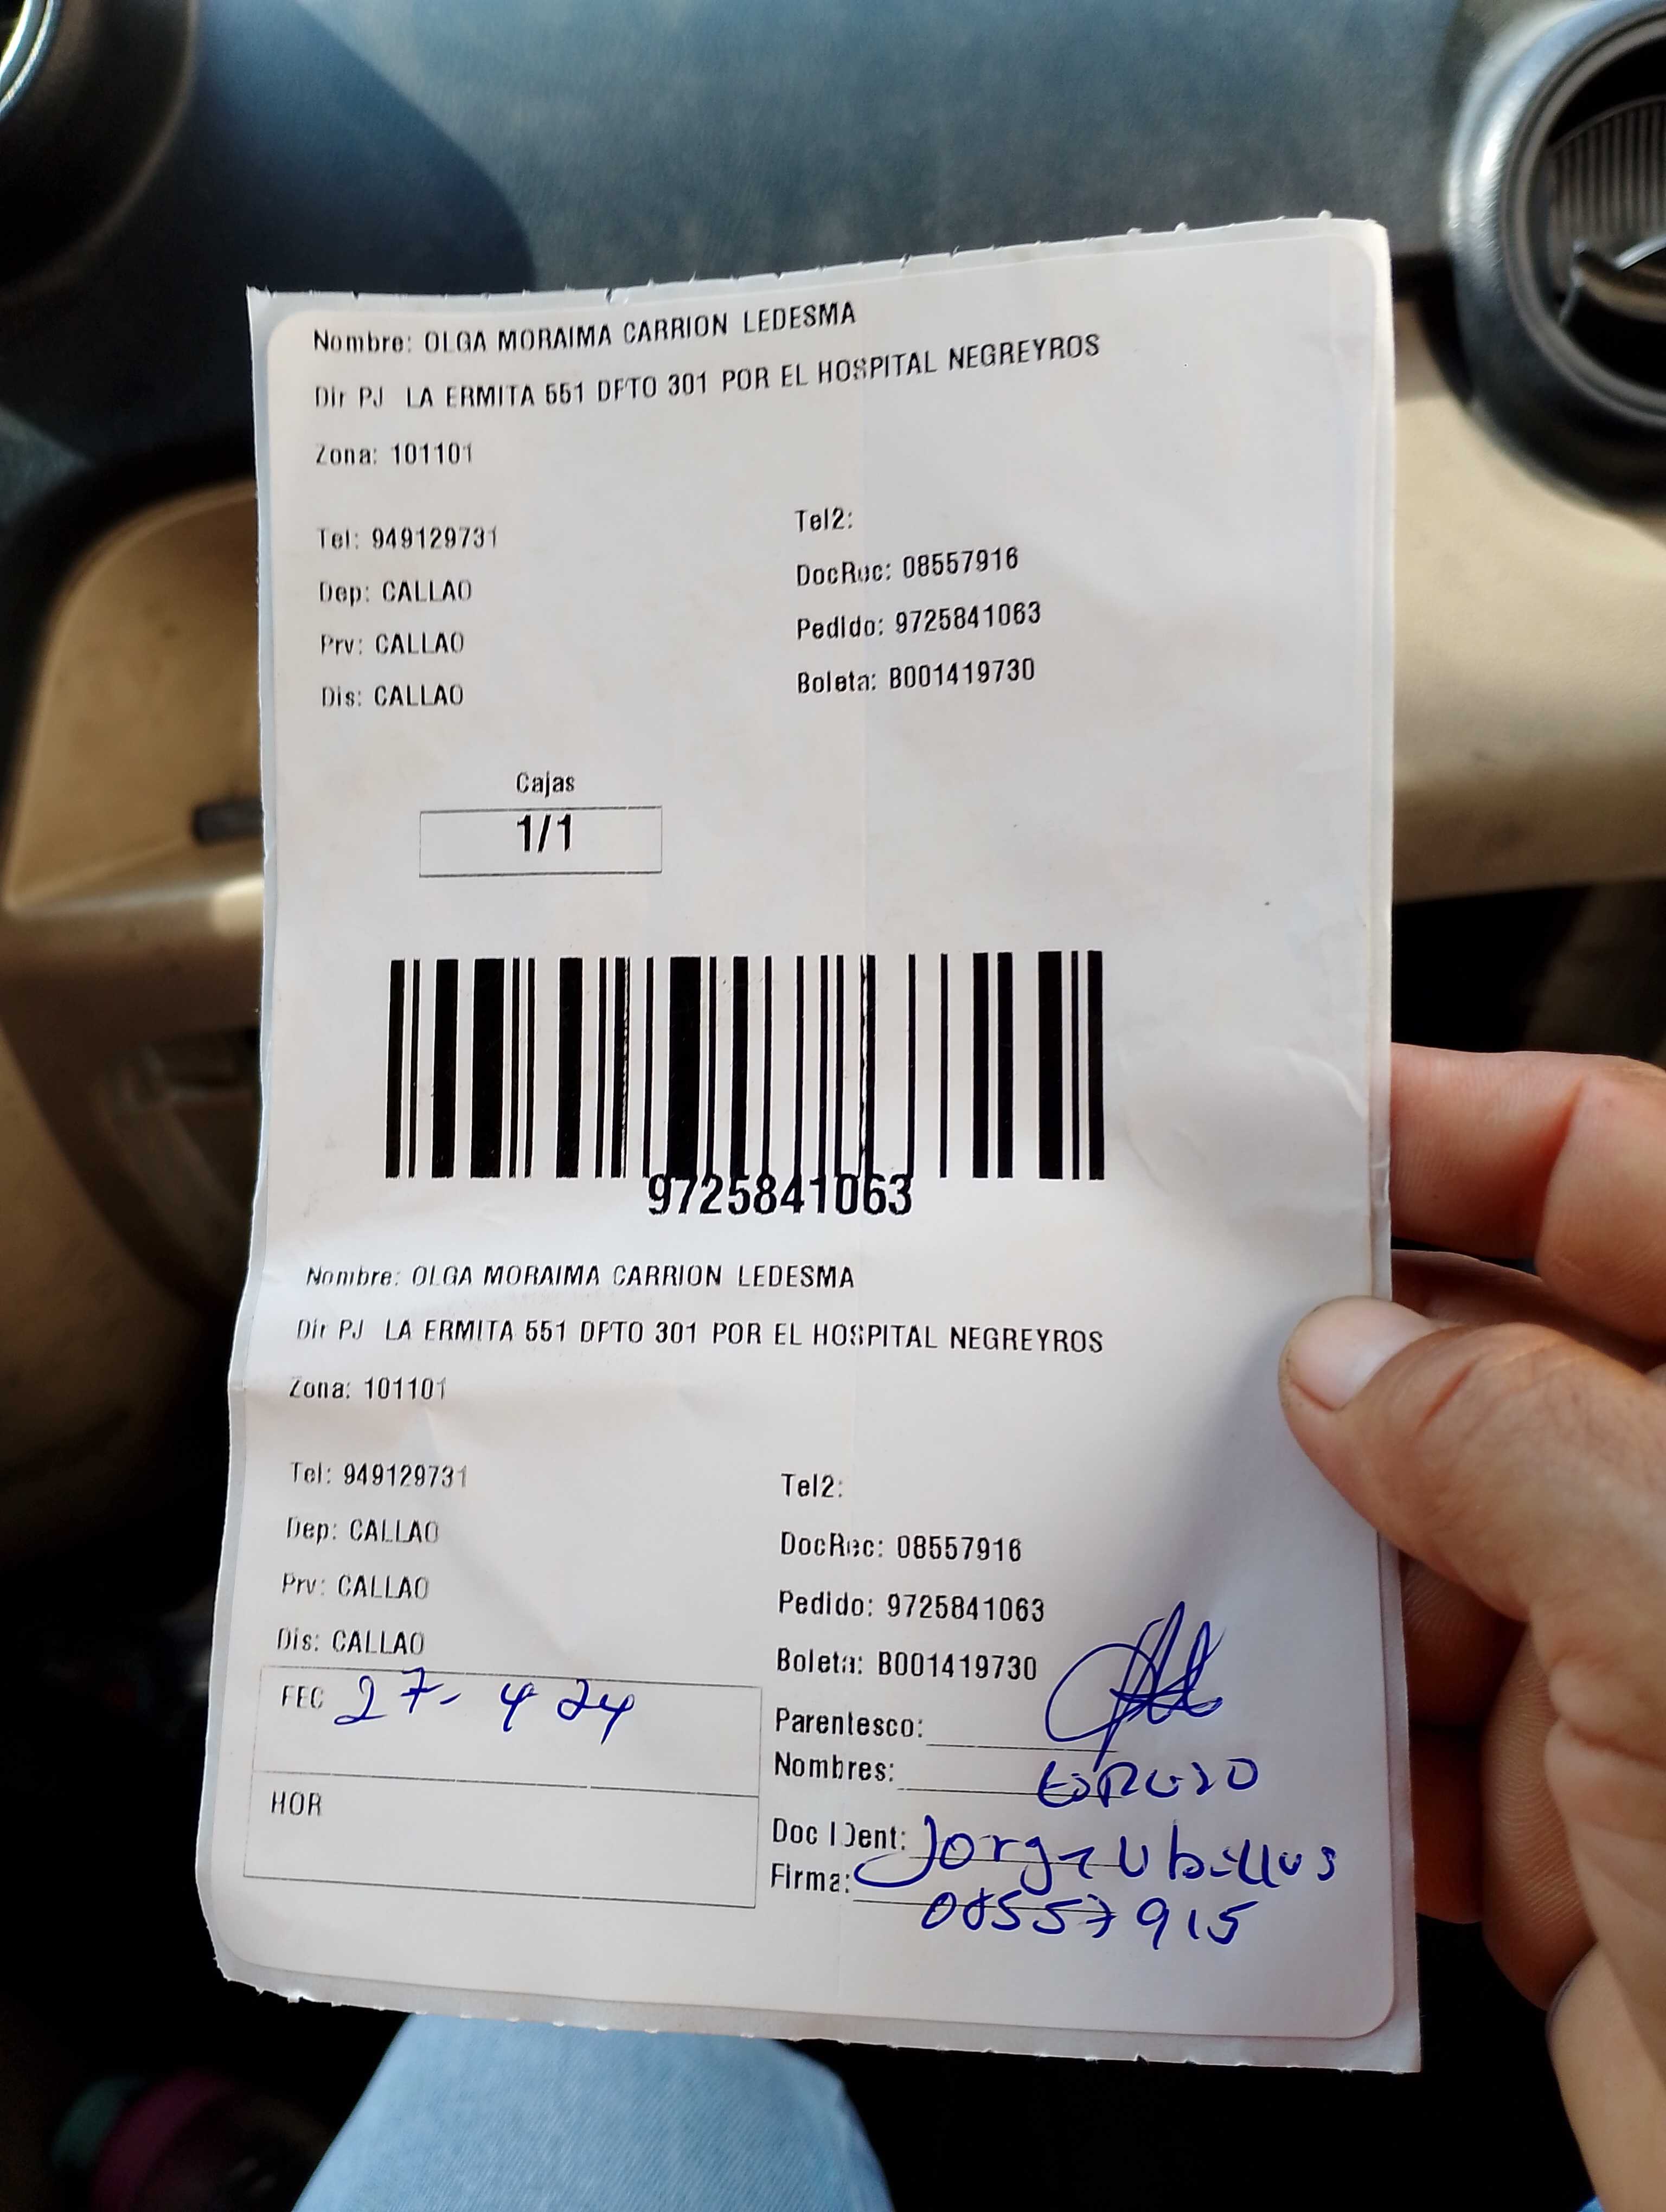 Nombre: OLGA MORAIMA CARRION LEDESMA
Dir PJ LA ERMITA 551 DPTO 301 POR EL HOSPITAL NEGREYROS
Zona: 101101
Tel: 949129731 Tel2:
Dep: CALLAO DocRec: 08557916
Prv: CALLAO Pedido: 9725841063
Dis: CALLAO Boleta: B001419730
Cajas
1/1
9725841063
Nombre: OLGA MORAIMA CARRION LEDESMA
Dir PJ LA ERMITA 551 DPTO 301 POR EL HOSPITAL NEGREYROS
Zona: 101101
Tel: 949129731 Tel2:
Dep: CALLAO DocRec: 08557916
Prv: CALLAO Pedido: 9725841063
Dis: CALLAO Boleta: B001419730
FEC 27-4 24
Parentesco:
Nombres: ESPOSO
HOR
Doc IDent: Jorge Ubillus
Firma: 08557915